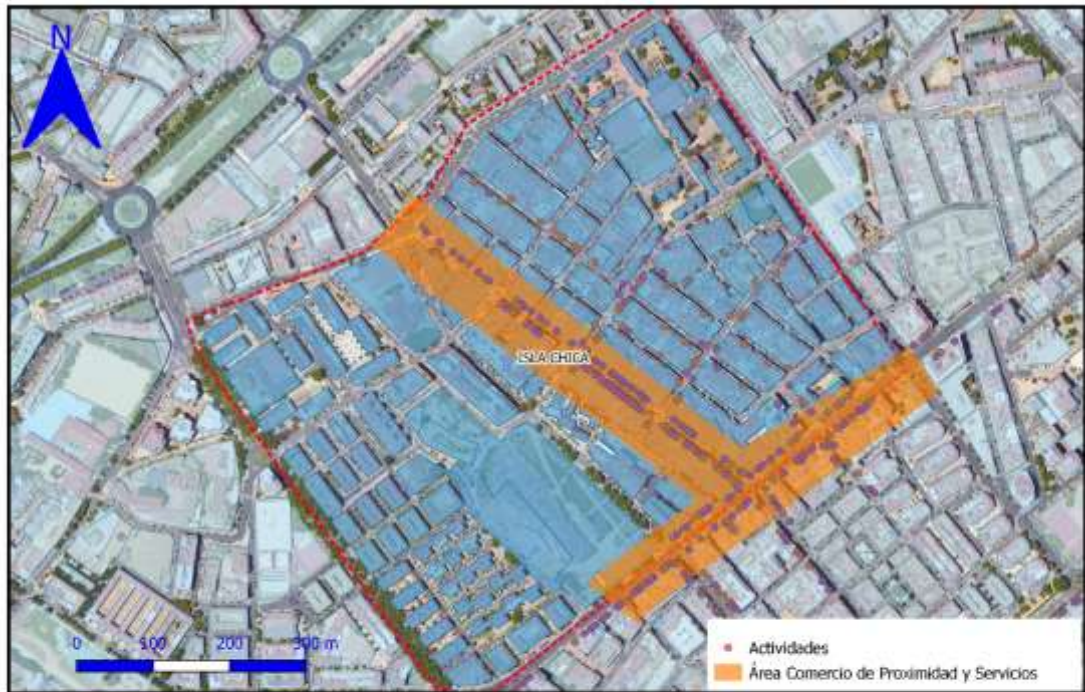 N
ISLA CHICA
0 100 200 300 m
Actividades
Área Comercio de Proximidad y Servicios